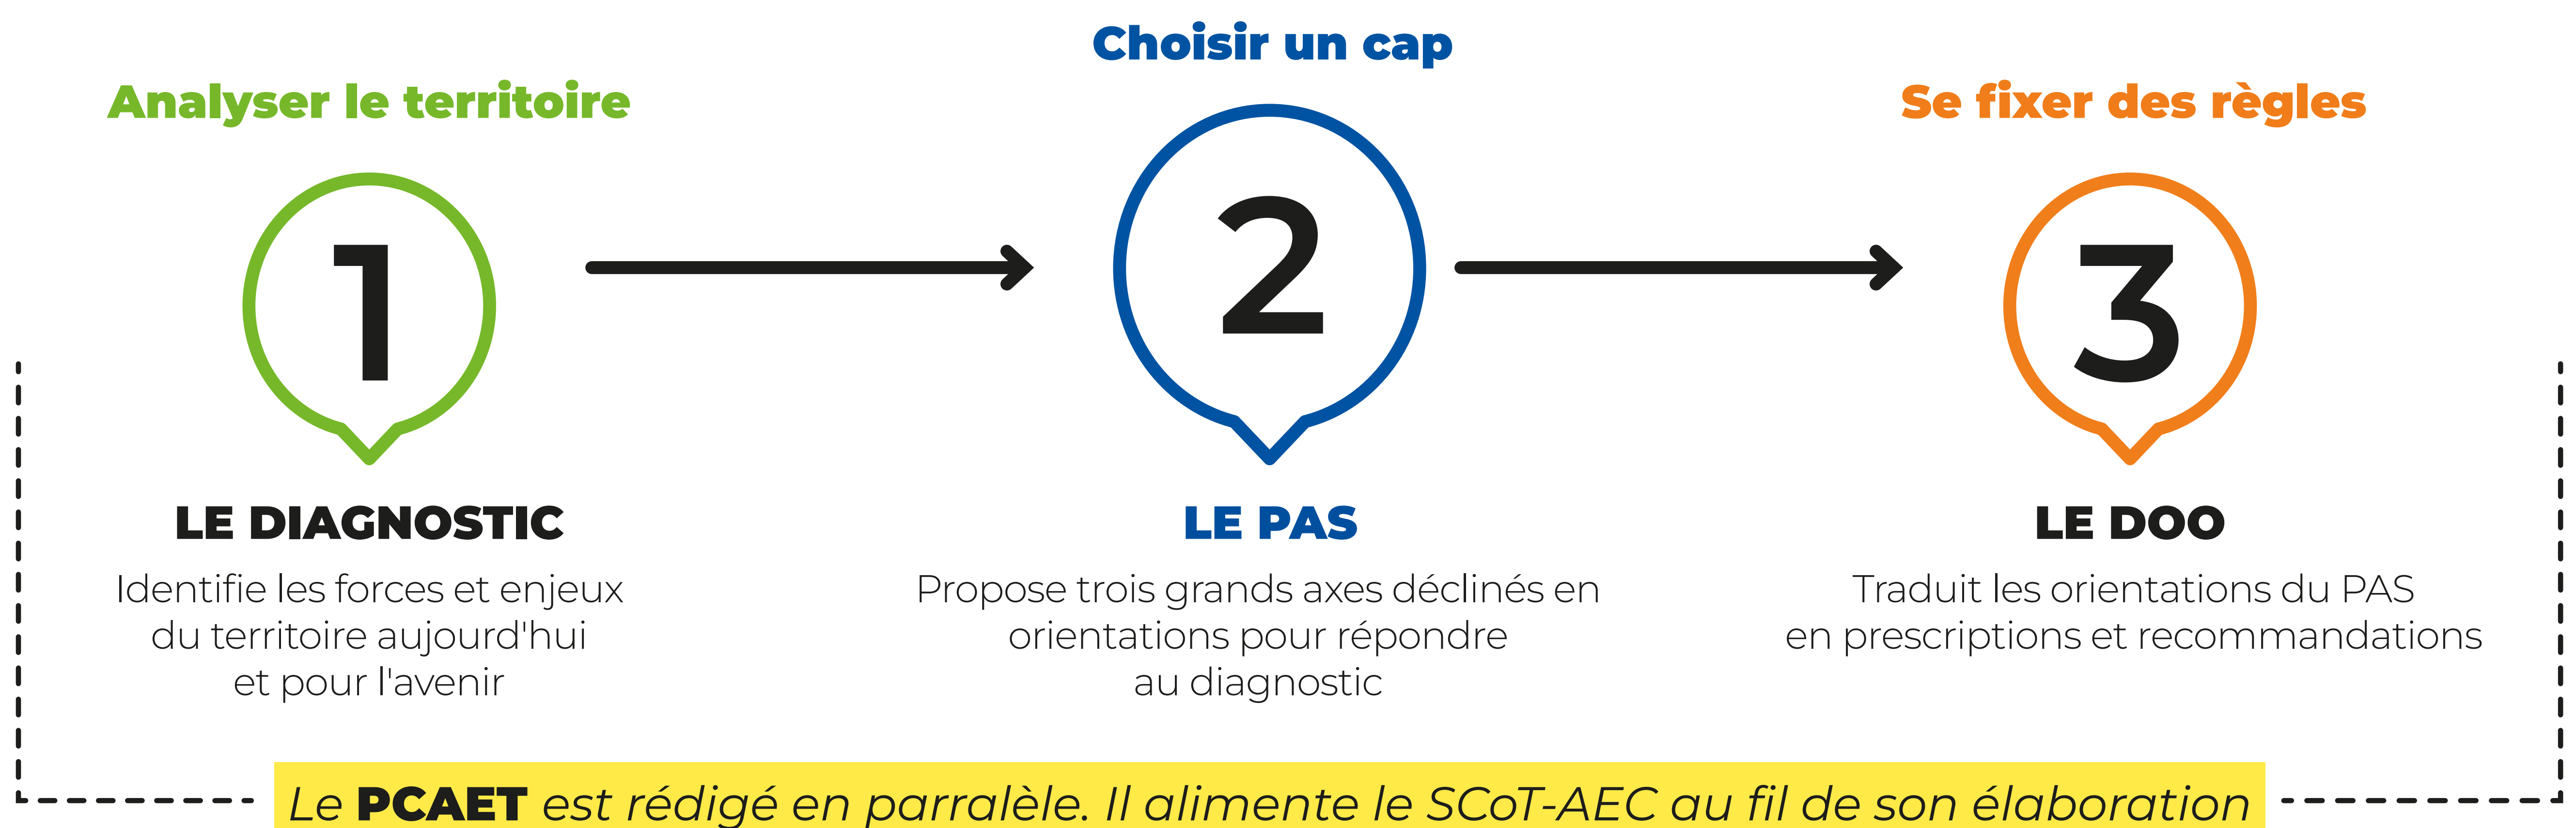 Analyser le territoire
1
LE DIAGNOSTIC
Identifie les forces et enjeux
du territoire aujourd'hui
et pour l'avenir
Choisir un cap
2
LE PAS
Propose trois grands axes déclinés en
orientations pour répondre
au diagnostic
Se fixer des règles
3
LE DOO
Traduit les orientations du PAS
en prescriptions et recommandations
Le PCAET est rédigé en parralèle. Il alimente le SCoT-AEC au fil de son élaboration